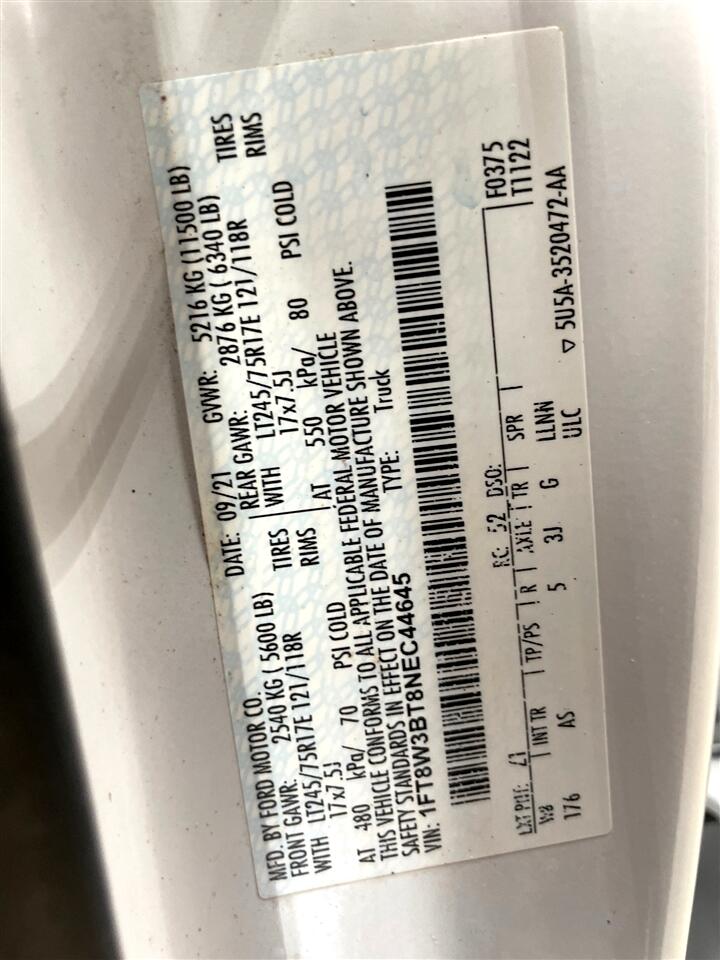 MFD. BY FORD MOTOR CO.
DATE: 09/21 GVWR: 5216 KG (11500 LB)
FRONT GAWR: 2540 KG ( 5600 LB) REAR GAWR: 2876 KG ( 6340 LB)
WITH LT245/75R17E 121/118R TIRES WITH LT245/75R17E 121/118R TIRES
17x7.5J RIMS 17x7.5J RIMS
AT 480 kPa/ 70 PSI COLD AT 550 kPa/ 80 PSI COLD
THIS VEHICLE CONFORMS TO ALL APPLICABLE FEDERAL MOTOR VEHICLE
SAFETY STANDARDS IN EFFECT ON THE DATE OF MANUFACTURE SHOWN ABOVE.
VIN: 1FT8W3BT8NEC44645 TYPE: Truck
F0375
T1122
EXT PNT: Z1 RC: 52 DSO:
WB INT TR TP/PS R AXLE TR SPR
176 AS 5 3J G LLNN
ULC
▽ 5U5A-3520472-AA